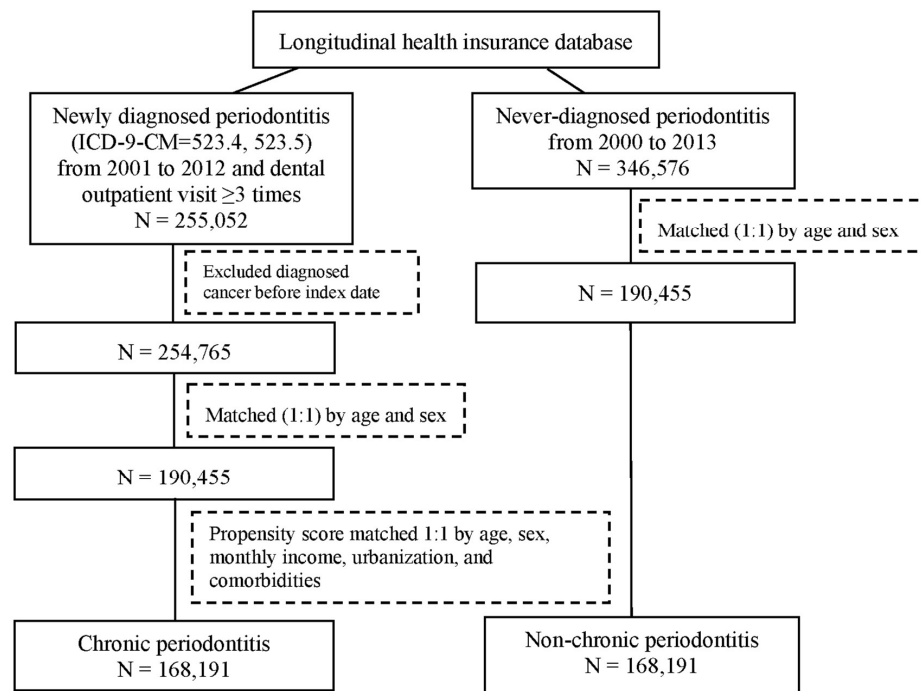 Longitudinal health insurance database
Newly diagnosed periodontitis
(ICD-9-CM=523.4, 523.5)
from 2001 to 2012 and dental
outpatient visit ≥3 times
N = 255,052
Never-diagnosed periodontitis
from 2000 to 2013
N = 346,576
Matched (1:1) by age and sex
Excluded diagnosed
cancer before index date
N = 190,455
N = 254,765
Matched (1:1) by age and sex
N = 190,455
Propensity score matched 1:1 by age, sex,
monthly income, urbanization, and
comorbidities
Chronic periodontitis
N = 168,191
Non-chronic periodontitis
N = 168,191